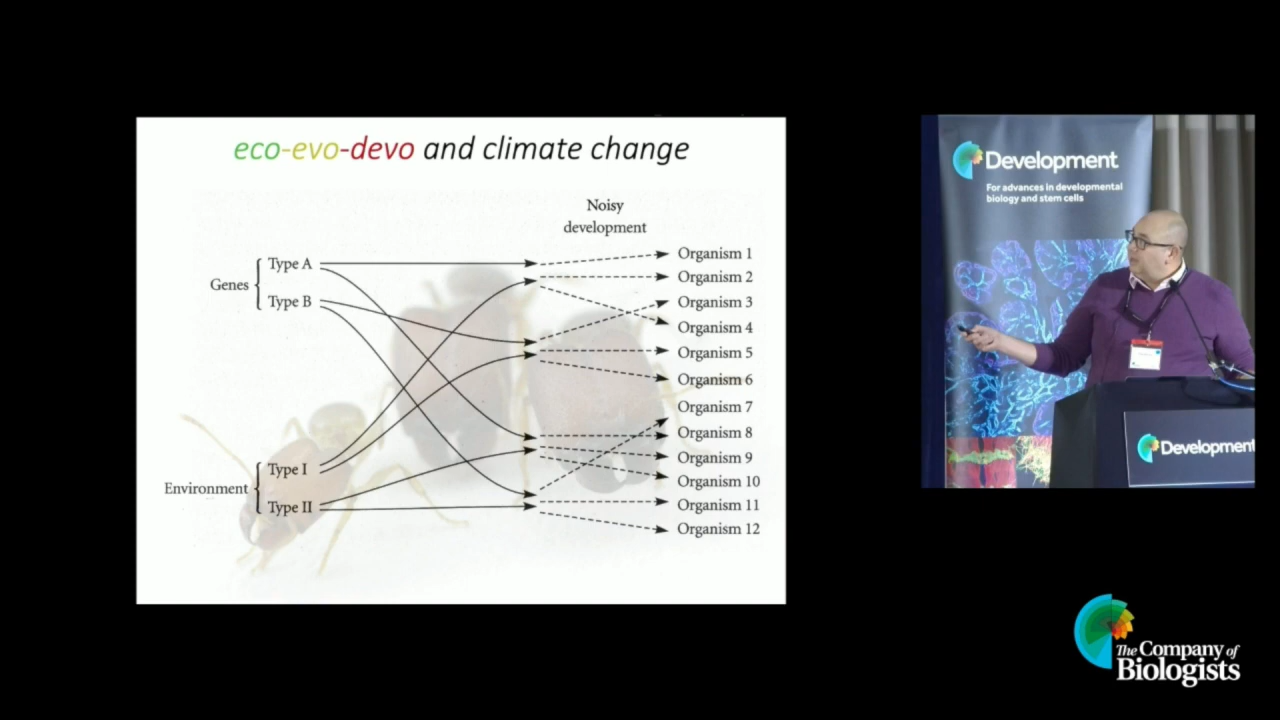 eco-evo-devo and climate change
Noisy
development
Genes
Type A
Type B
Environment
Type I
Type II
Organism 1
Organism 2
Organism 3
Organism 4
Organism 5
Organism 6
Organism 7
Organism 8
Organism 9
Organism 10
Organism 11
Organism 12
Development
For advances in developmental
biology and stem cells
Development
The Company of
Biologists